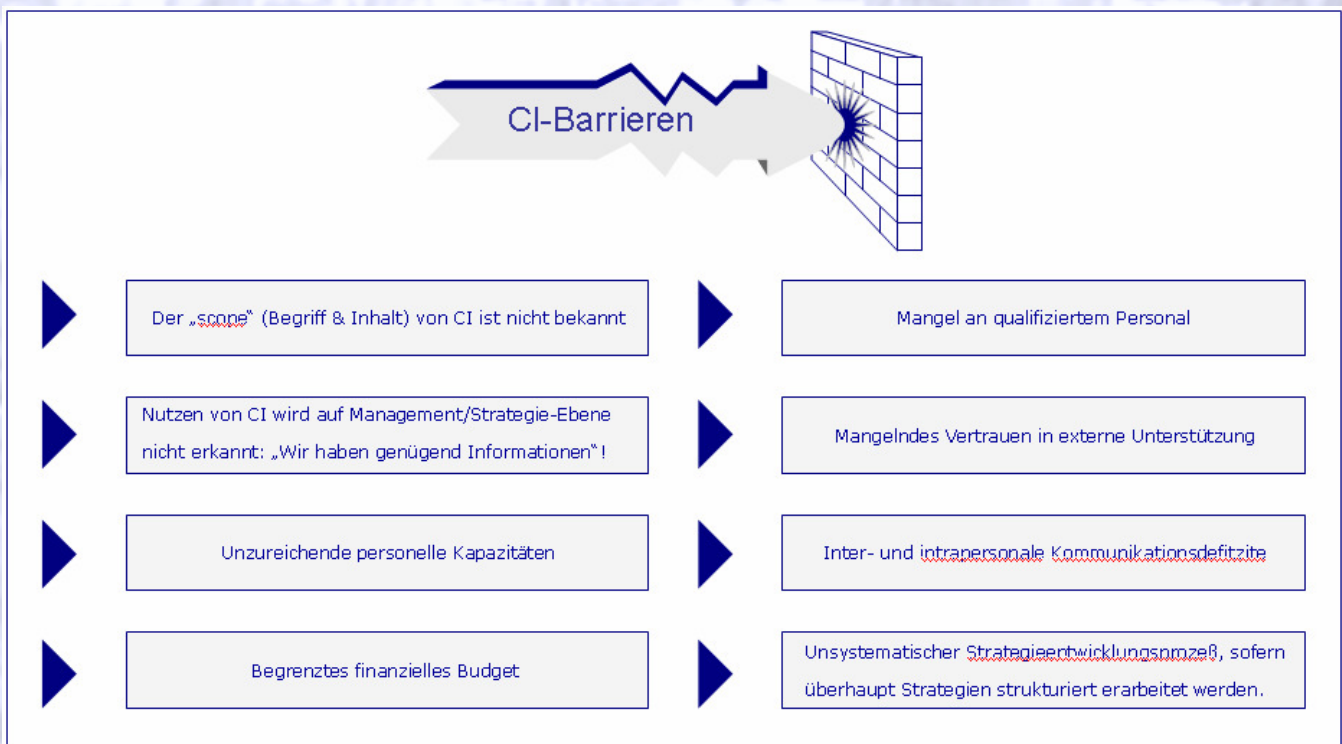 CI-Barrieren
Der „scope“ (Begriff & Inhalt) von CI ist nicht bekannt
Mangel an qualifiziertem Personal
Nutzen von CI wird auf Management/Strategie-Ebene
nicht erkannt: „Wir haben genügend Informationen“!
Mangelndes Vertrauen in externe Unterstützung
Unzureichende personelle Kapazitäten
Inter- und intrapersonale Kommunikationsdefitzite
Begrenztes finanzielles Budget
Unsystematischer Strategieentwicklungsprozeß, sofern
überhaupt Strategien strukturiert erarbeitet werden.